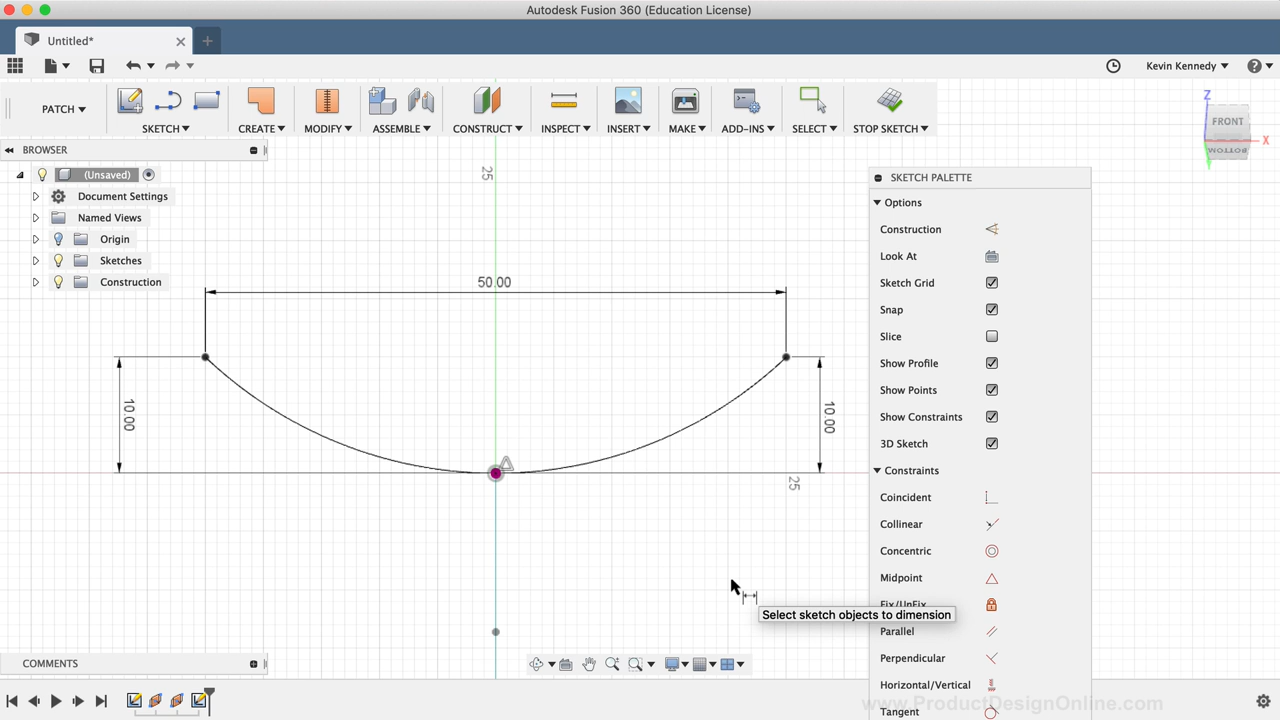 Autodesk Fusion 360 (Education License)
Untitled*
Kevin Kennedy
PATCH
SKETCH CREATE MODIFY ASSEMBLE CONSTRUCT INSPECT INSERT MAKE ADD-INS SELECT STOP SKETCH
BROWSER
(Unsaved)
Document Settings
Named Views
Origin
Sketches
Construction
Z
FRONT
X
BOTTOM
25
50.00
10.00
10.00
25
SKETCH PALETTE
Options
Construction
Look At
Sketch Grid
Snap
Slice
Show Profile
Show Points
Show Constraints
3D Sketch
Constraints
Coincident
Collinear
Concentric
Midpoint
Fix/UnFix
Select sketch objects to dimension
Parallel
Perpendicular
Horizontal/Vertical
Tangent
COMMENTS
www.ProductDesignOnline.com